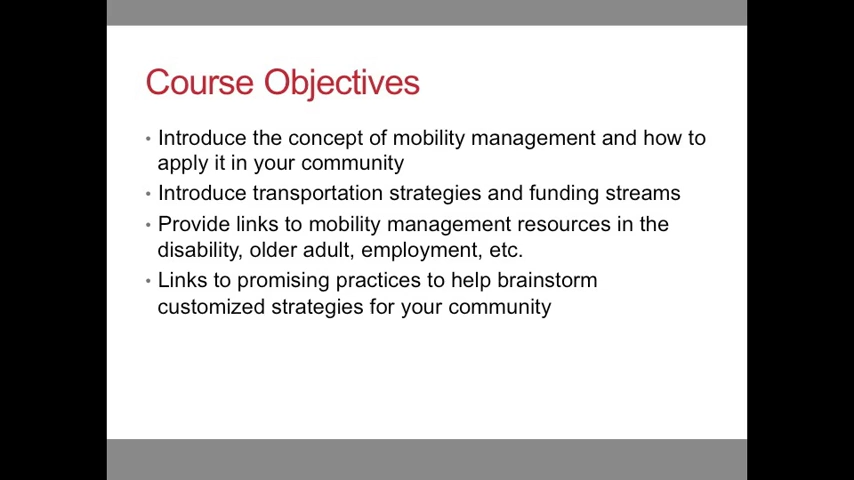 Course Objectives
• Introduce the concept of mobility management and how to
apply it in your community
• Introduce transportation strategies and funding streams
• Provide links to mobility management resources in the
disability, older adult, employment, etc.
• Links to promising practices to help brainstorm
customized strategies for your community